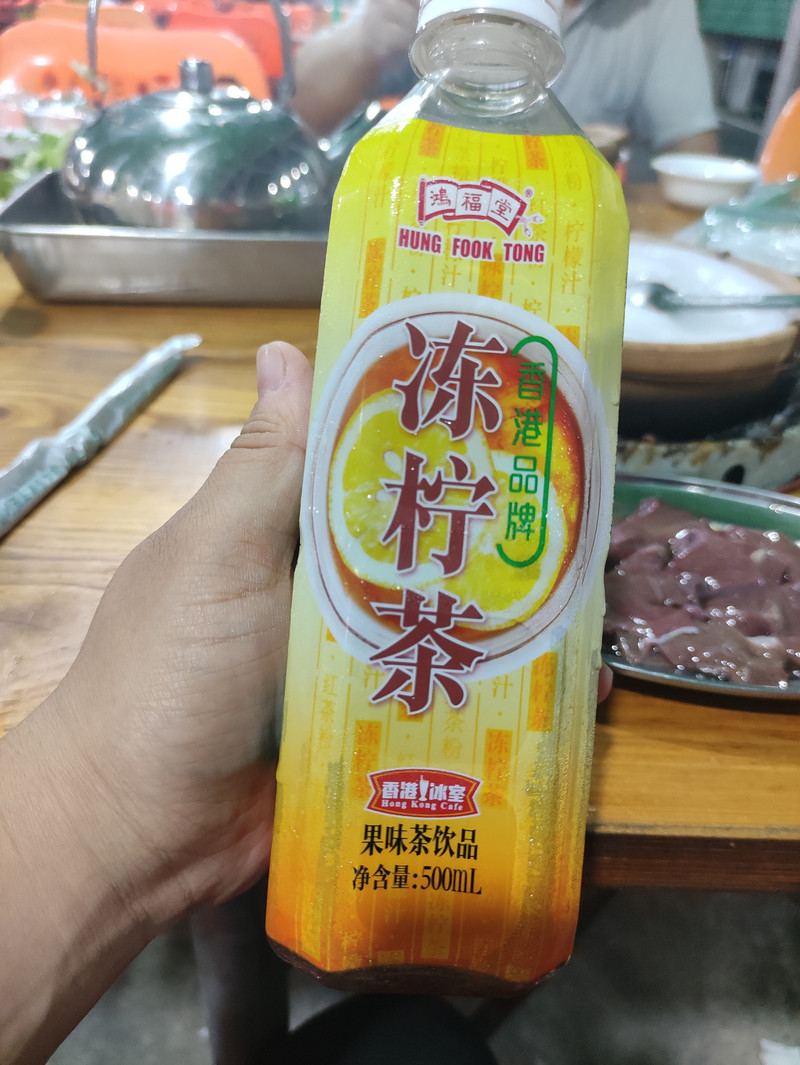 鴻福堂
HUNG FOOK TONG
冻柠茶
香港品牌
香港冰室
Hong Kong Cafe
果味茶饮品
净含量:500mL